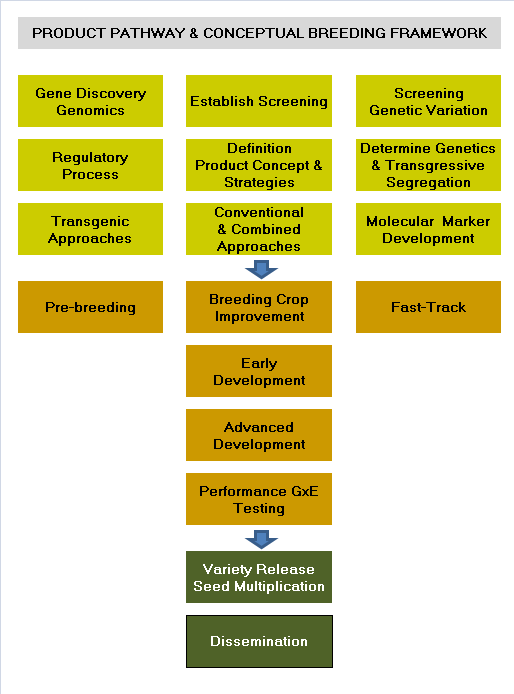 PRODUCT PATHWAY & CONCEPTUAL BREEDING FRAMEWORK
Gene Discovery
Genomics
Establish Screening
Screening
Genetic Variation
Regulatory
Process
Definition
Product Concept &
Strategies
Determine Genetics
& Transgressive
Segregation
Transgenic
Approaches
Conventional
& Combined
Approaches
Molecular Marker
Development
Pre-breeding
Breeding Crop
Improvement
Fast-Track
Early
Development
Advanced
Development
Performance GxE
Testing
Variety Release
Seed Multiplication
Dissemination